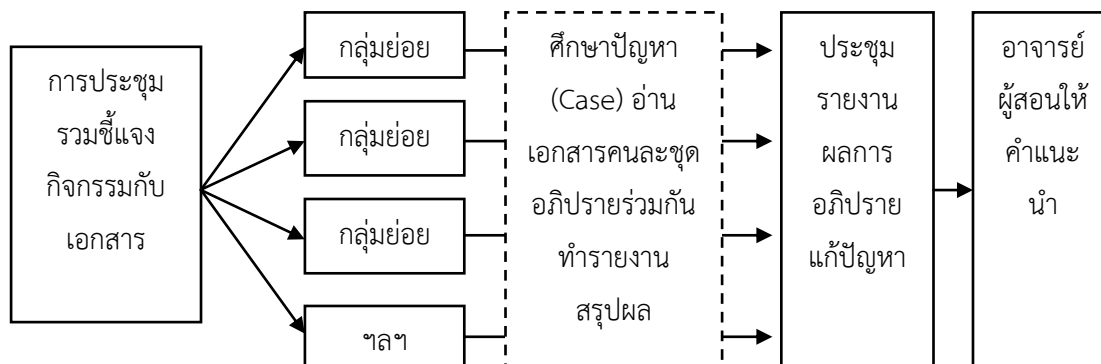 การประชุม
รวมชี้แจง
กิจกรรมกับ
เอกสาร
กลุ่มย่อย
กลุ่มย่อย
กลุ่มย่อย
ฯลฯ
ศึกษาปัญหา
(Case) อ่าน
เอกสารคนละชุด
อภิปรายร่วมกัน
ทำรายงาน
สรุปผล
ประชุม
รายงาน
ผลการ
อภิปราย
แก้ปัญหา
อาจารย์
ผู้สอนให้
คำแนะ
นำ